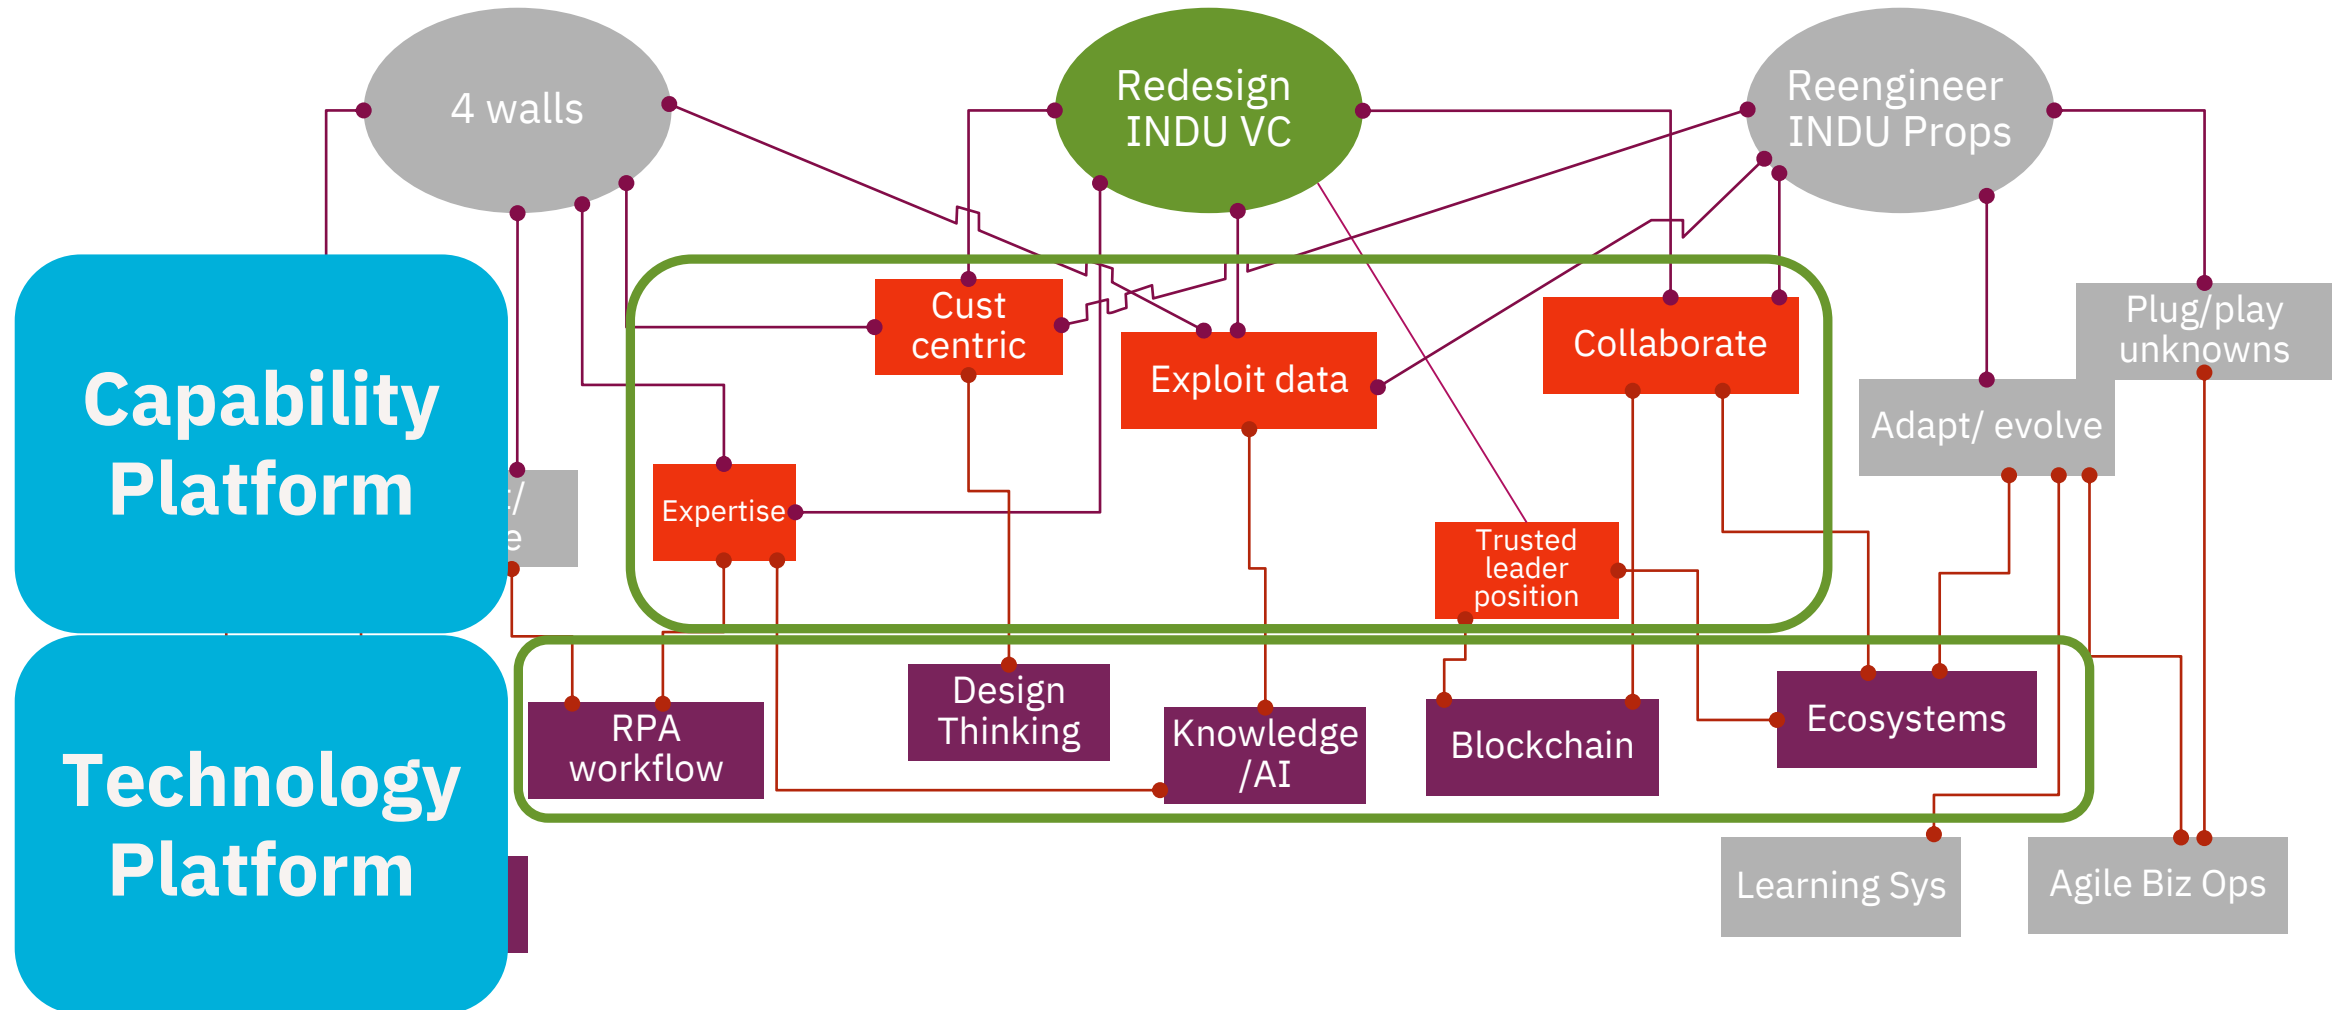 4 walls
Redesign
INDU VC
Reengineer
INDU Props
Capability
Platform
Cust
centric
Exploit data
Collaborate
Plug/play
unknowns
Adapt/ evolve
Expertise
Trusted
leader
position
Technology
Platform
RPA
workflow
Design
Thinking
Knowledge
/AI
Blockchain
Ecosystems
Learning Sys
Agile Biz Ops